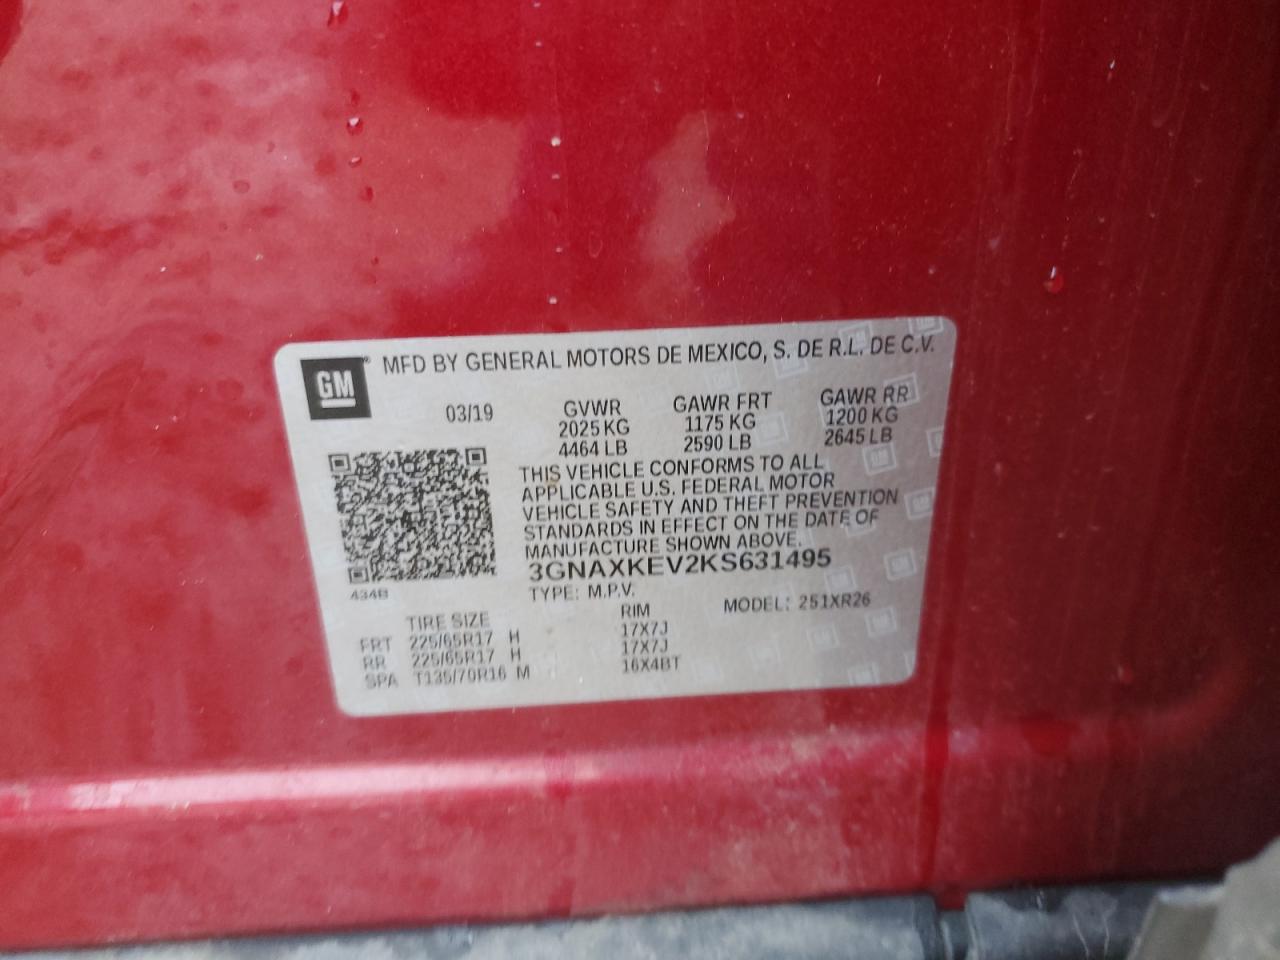 GM
MFD BY GENERAL MOTORS DE MEXICO, S. DE R.L. DE C.V.
03/19 GVWR GAWR FRT GAWR RR
2025 KG 1175 KG 1200 KG
4464 LB 2590 LB 2645 LB
THIS VEHICLE CONFORMS TO ALL
APPLICABLE U.S. FEDERAL MOTOR
VEHICLE SAFETY AND THEFT PREVENTION
STANDARDS IN EFFECT ON THE DATE OF
MANUFACTURE SHOWN ABOVE.
3GNAXKEV2KS631495
434B
TYPE: M.P.V. MODEL: 251XR26
TIRE SIZE RIM
FRT 225/65R17 H 17X7J
RR 225/65R17 H 17X7J
SPA T135/70R16 M 16X4BT